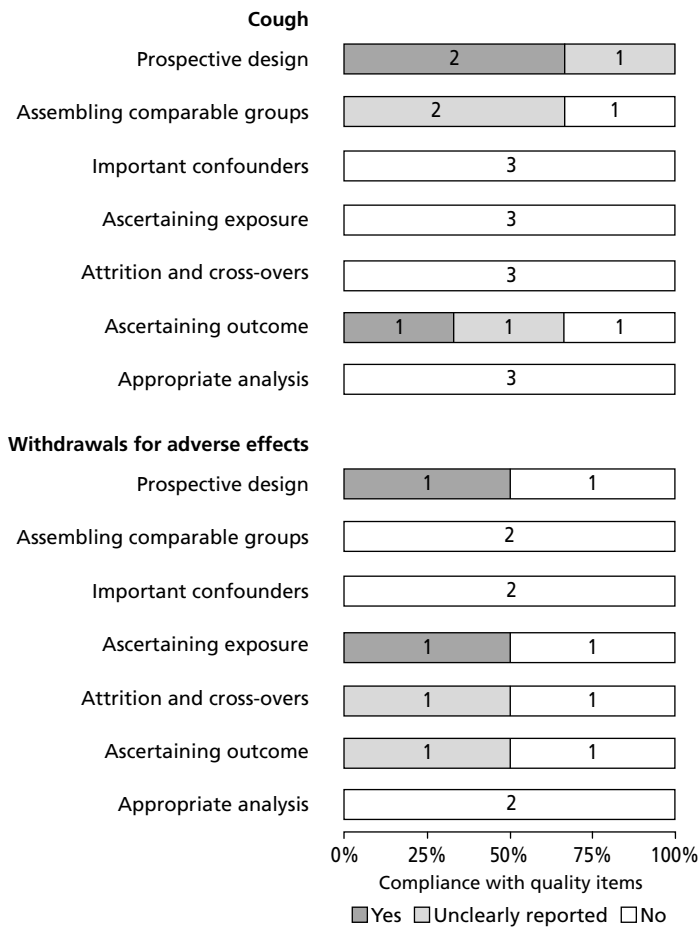 Cough
Prospective design 2 1
Assembling comparable groups 2 1
Important confounders 3
Ascertaining exposure 3
Attrition and cross-overs 3
Ascertaining outcome 1 1 1
Appropriate analysis 3
Withdrawals for adverse effects
Prospective design 1 1
Assembling comparable groups 2
Important confounders 2
Ascertaining exposure 1 1
Attrition and cross-overs 1 1
Ascertaining outcome 1 1
Appropriate analysis 2
0% 25% 50% 75% 100%
Compliance with quality items
Yes Unclearly reported No